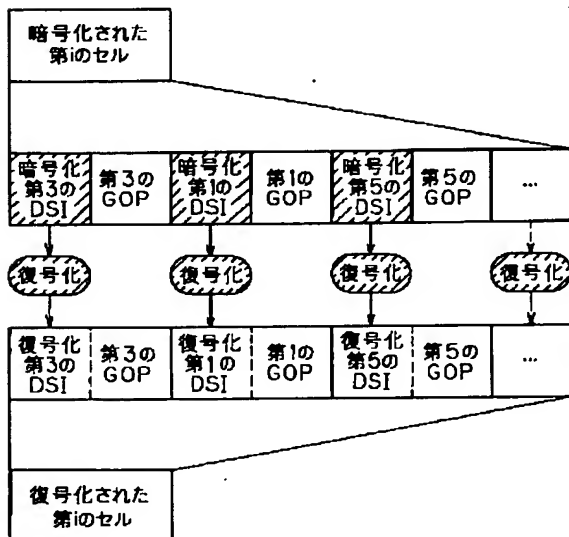 暗号化された
第iのセル
暗号化
第3の
DSI
第3の
GOP
暗号化
第1の
DSI
第1の
GOP
暗号化
第5の
DSI
第5の
GOP
...
復号化
復号化
復号化
復号化
復号化
第3の
DSI
第3の
GOP
復号化
第1の
DSI
第1の
GOP
復号化
第5の
DSI
第5の
GOP
...
復号化された
第iのセル